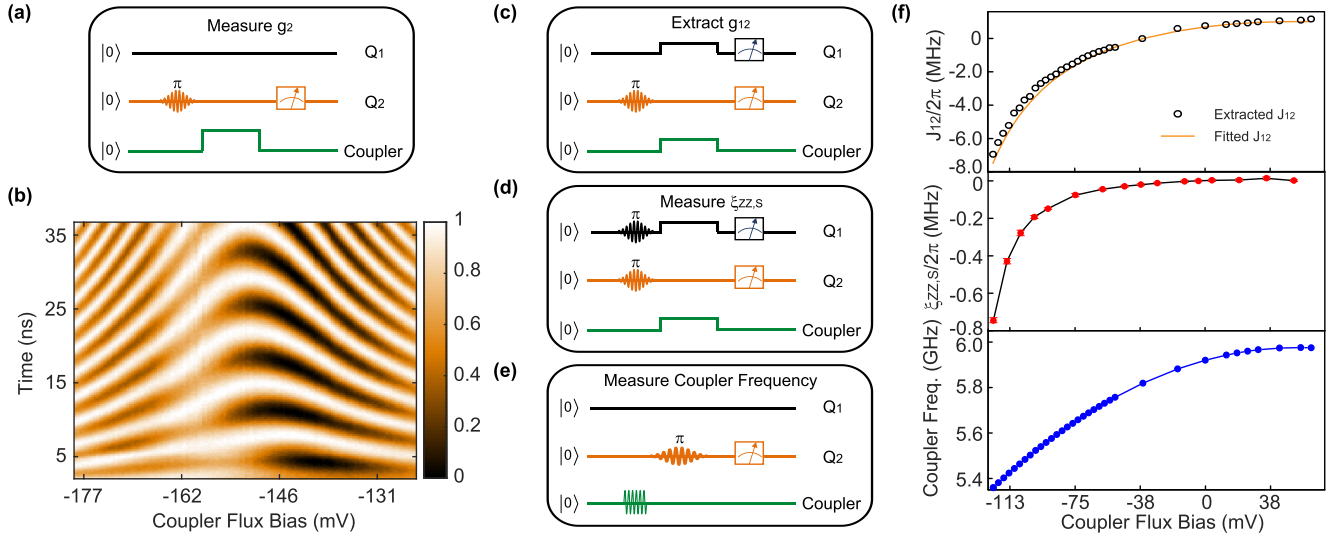 (a)
Measure g2
|0⟩ Q1
π
|0⟩ Q2
|0⟩ Coupler
(b)
35
25
15
5
Time (ns)
-177 -162 -146 -131
Coupler Flux Bias (mV)
1
0.8
0.6
0.4
0.2
0
(c)
Extract g12
|0⟩ Q1
π
|0⟩ Q2
|0⟩ Coupler
(d)
Measure ξZZ,S
π
|0⟩ Q1
π
|0⟩ Q2
|0⟩ Coupler
(e)
Measure Coupler Frequency
|0⟩ Q1
π
|0⟩ Q2
|0⟩ Coupler
(f)
J12/2π (MHz)
0
-2.0
-4.0
-6.0
-8.0
Extracted J12
Fitted J12
ξZZ,S/2π (MHz)
0
-0.2
-0.4
-0.6
-0.8
Coupler Freq. (GHz)
6.0
5.8
5.6
5.4
-113 -75 -38 0 38
Coupler Flux Bias (mV)